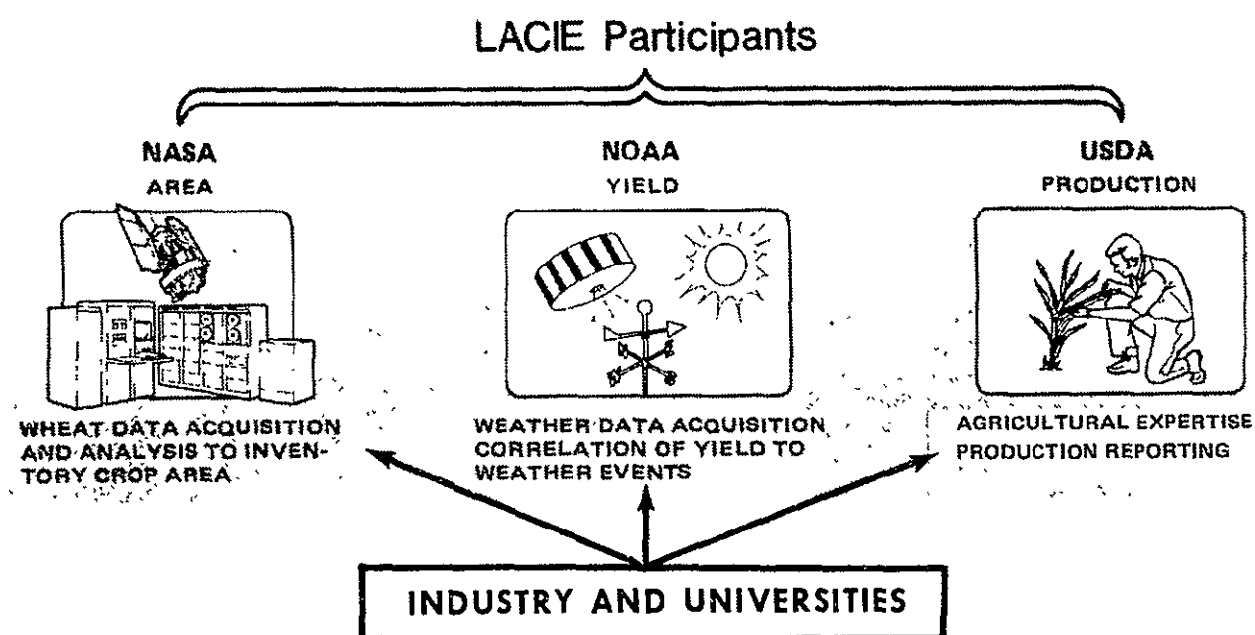 LACIE Participants
NASA
AREA
WHEAT DATA ACQUISITION
AND ANALYSIS TO INVEN-
TORY CROP AREA
NOAA
YIELD
WEATHER DATA ACQUISITION
CORRELATION OF YIELD TO
WEATHER EVENTS
USDA
PRODUCTION
AGRICULTURAL EXPERTISE
PRODUCTION REPORTING
INDUSTRY AND UNIVERSITIES